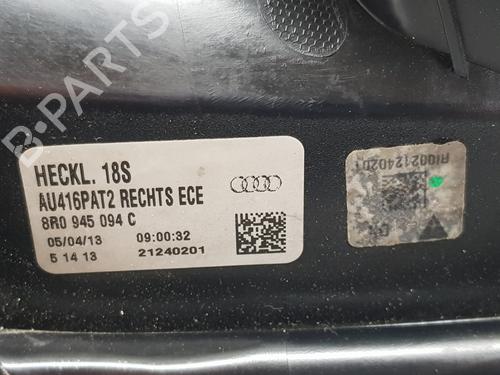 B-PARTS
HECKL. 18S
AU416PAT2 RECHTS ECE
8R0 945 094 C
05/04/13 09:00:32
5 14 13 21240201